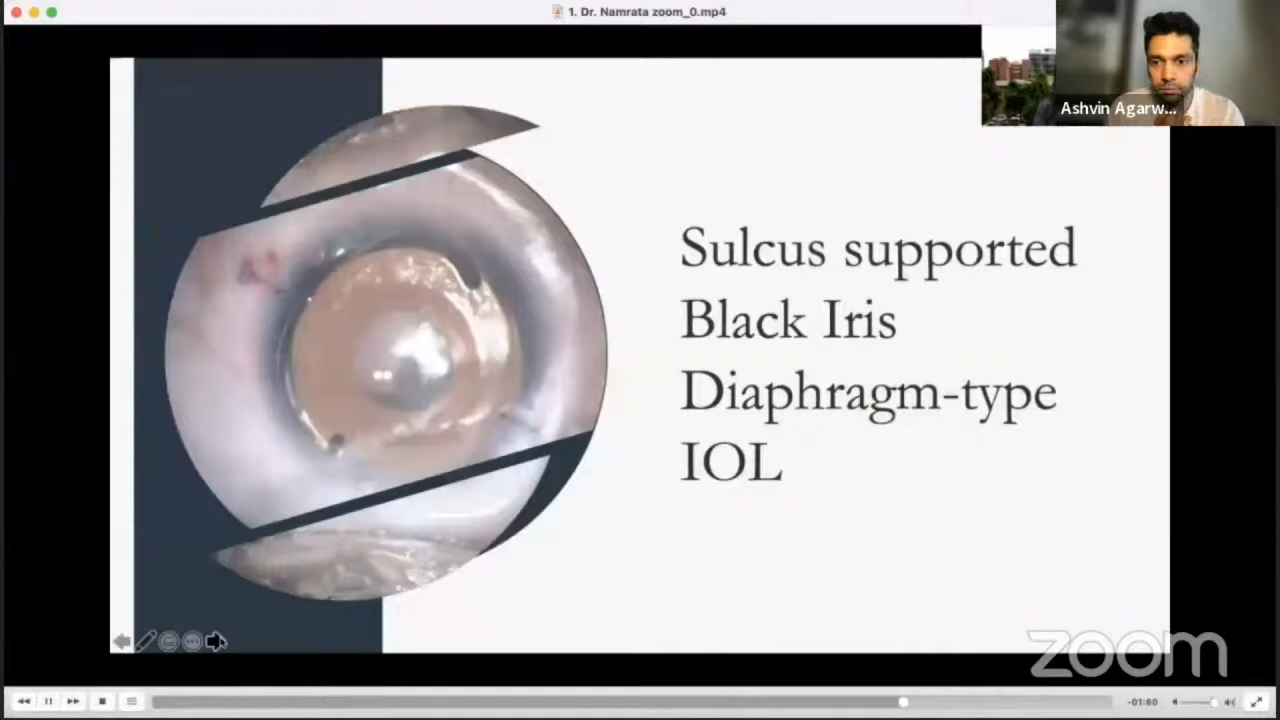 1. Dr. Namrata zoom_0.mp4
Ashvin Agarw...
Sulcus supported
Black Iris
Diaphragm-type
IOL
zoom
-01:60